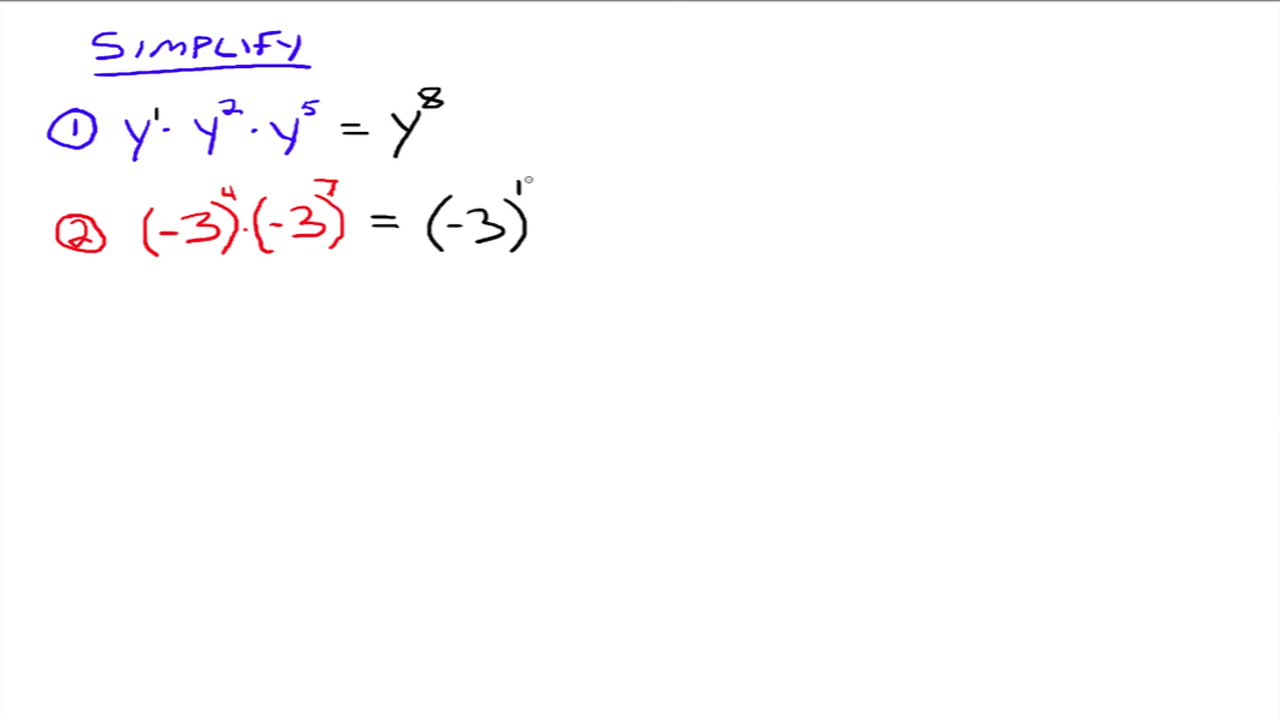 SIMPLIFY
① y¹ · y² · y⁵ = y⁸
② (-3)⁴ · (-3)⁷ = (-3)¹